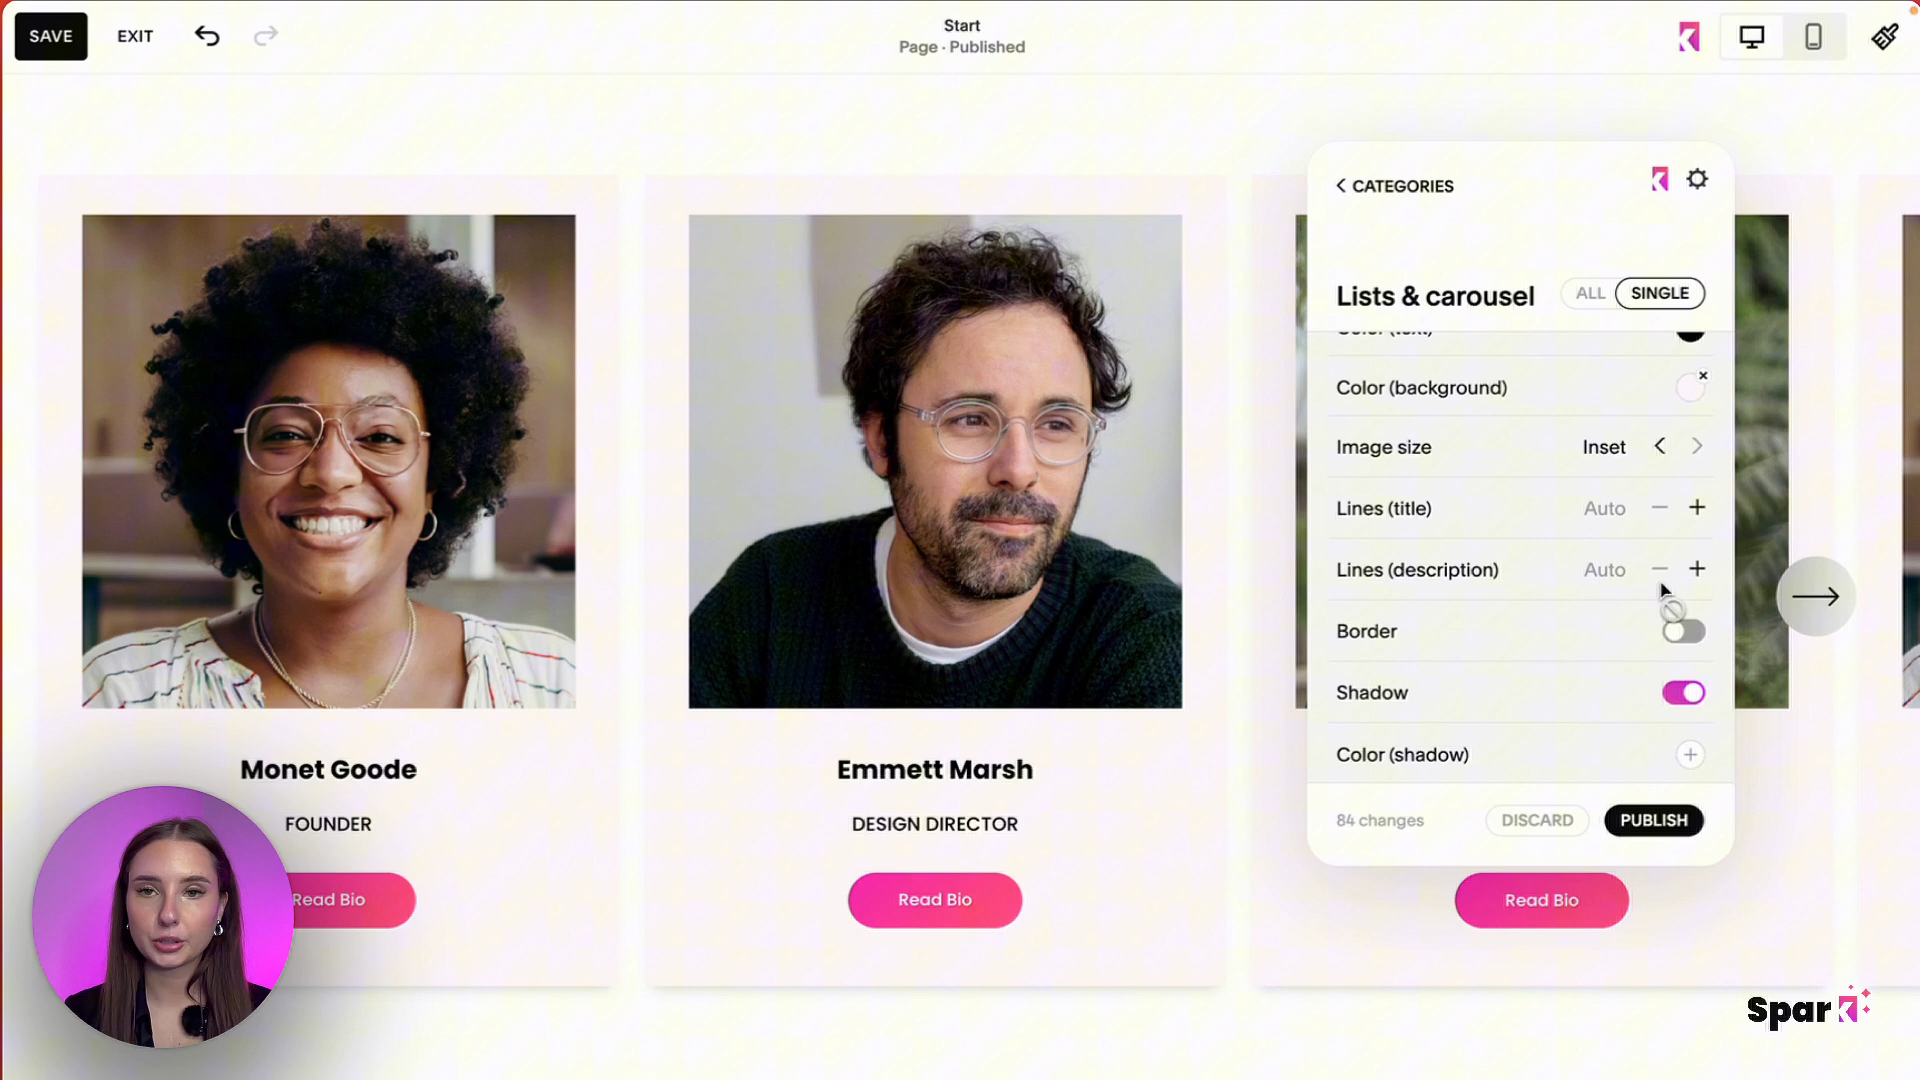 SAVE
EXIT
Start
Page · Published
CATEGORIES
Lists & carousel
ALL
SINGLE
Color (text)
Color (background)
Image size
Inset
Lines (title)
Auto
Lines (description)
Auto
Border
Shadow
Color (shadow)
84 changes
DISCARD
PUBLISH
Monet Goode
FOUNDER
Read Bio
Emmett Marsh
DESIGN DIRECTOR
Read Bio
Read Bio
Spark